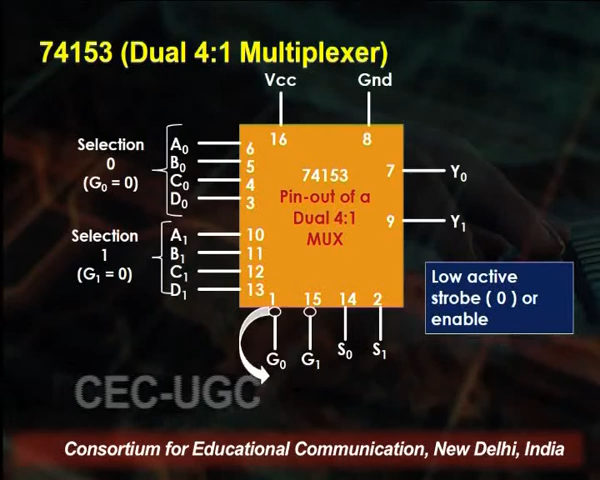 74153 (Dual 4:1 Multiplexer)
Vcc Gnd
16 8
Selection
0
(G₀ = 0)
A₀ 6
B₀ 5
C₀ 4
D₀ 3
74153
Pin-out of a
Dual 4:1
MUX
7 Y₀
9 Y₁
Selection
1
(G₁ = 0)
A₁ 10
B₁ 11
C₁ 12
D₁ 13
1 15 14 2
G₀ G₁ S₀ S₁
Low active
strobe ( 0 ) or
enable
CEC-UGC
Consortium for Educational Communication, New Delhi, India